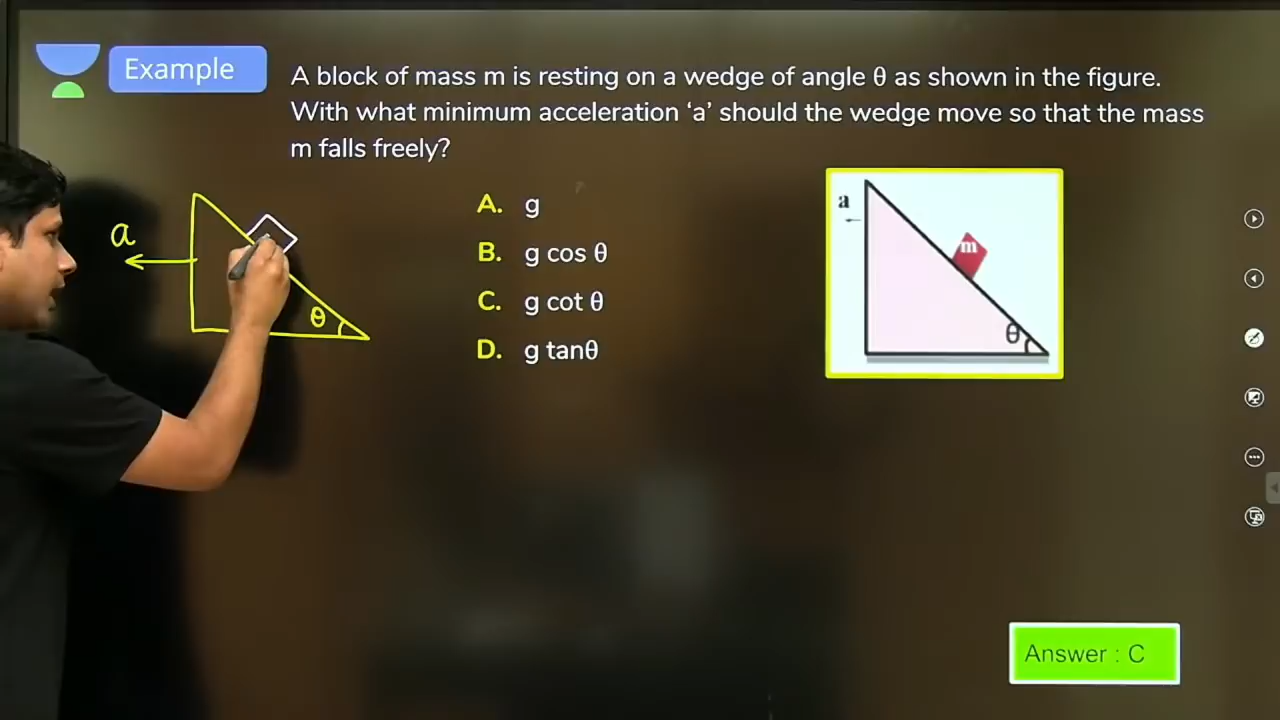 Example
A block of mass m is resting on a wedge of angle θ as shown in the figure.
With what minimum acceleration ‘a’ should the wedge move so that the mass
m falls freely?
A. g
B. g cos θ
C. g cot θ
D. g tanθ
a
θ
a
m
θ
Answer : C